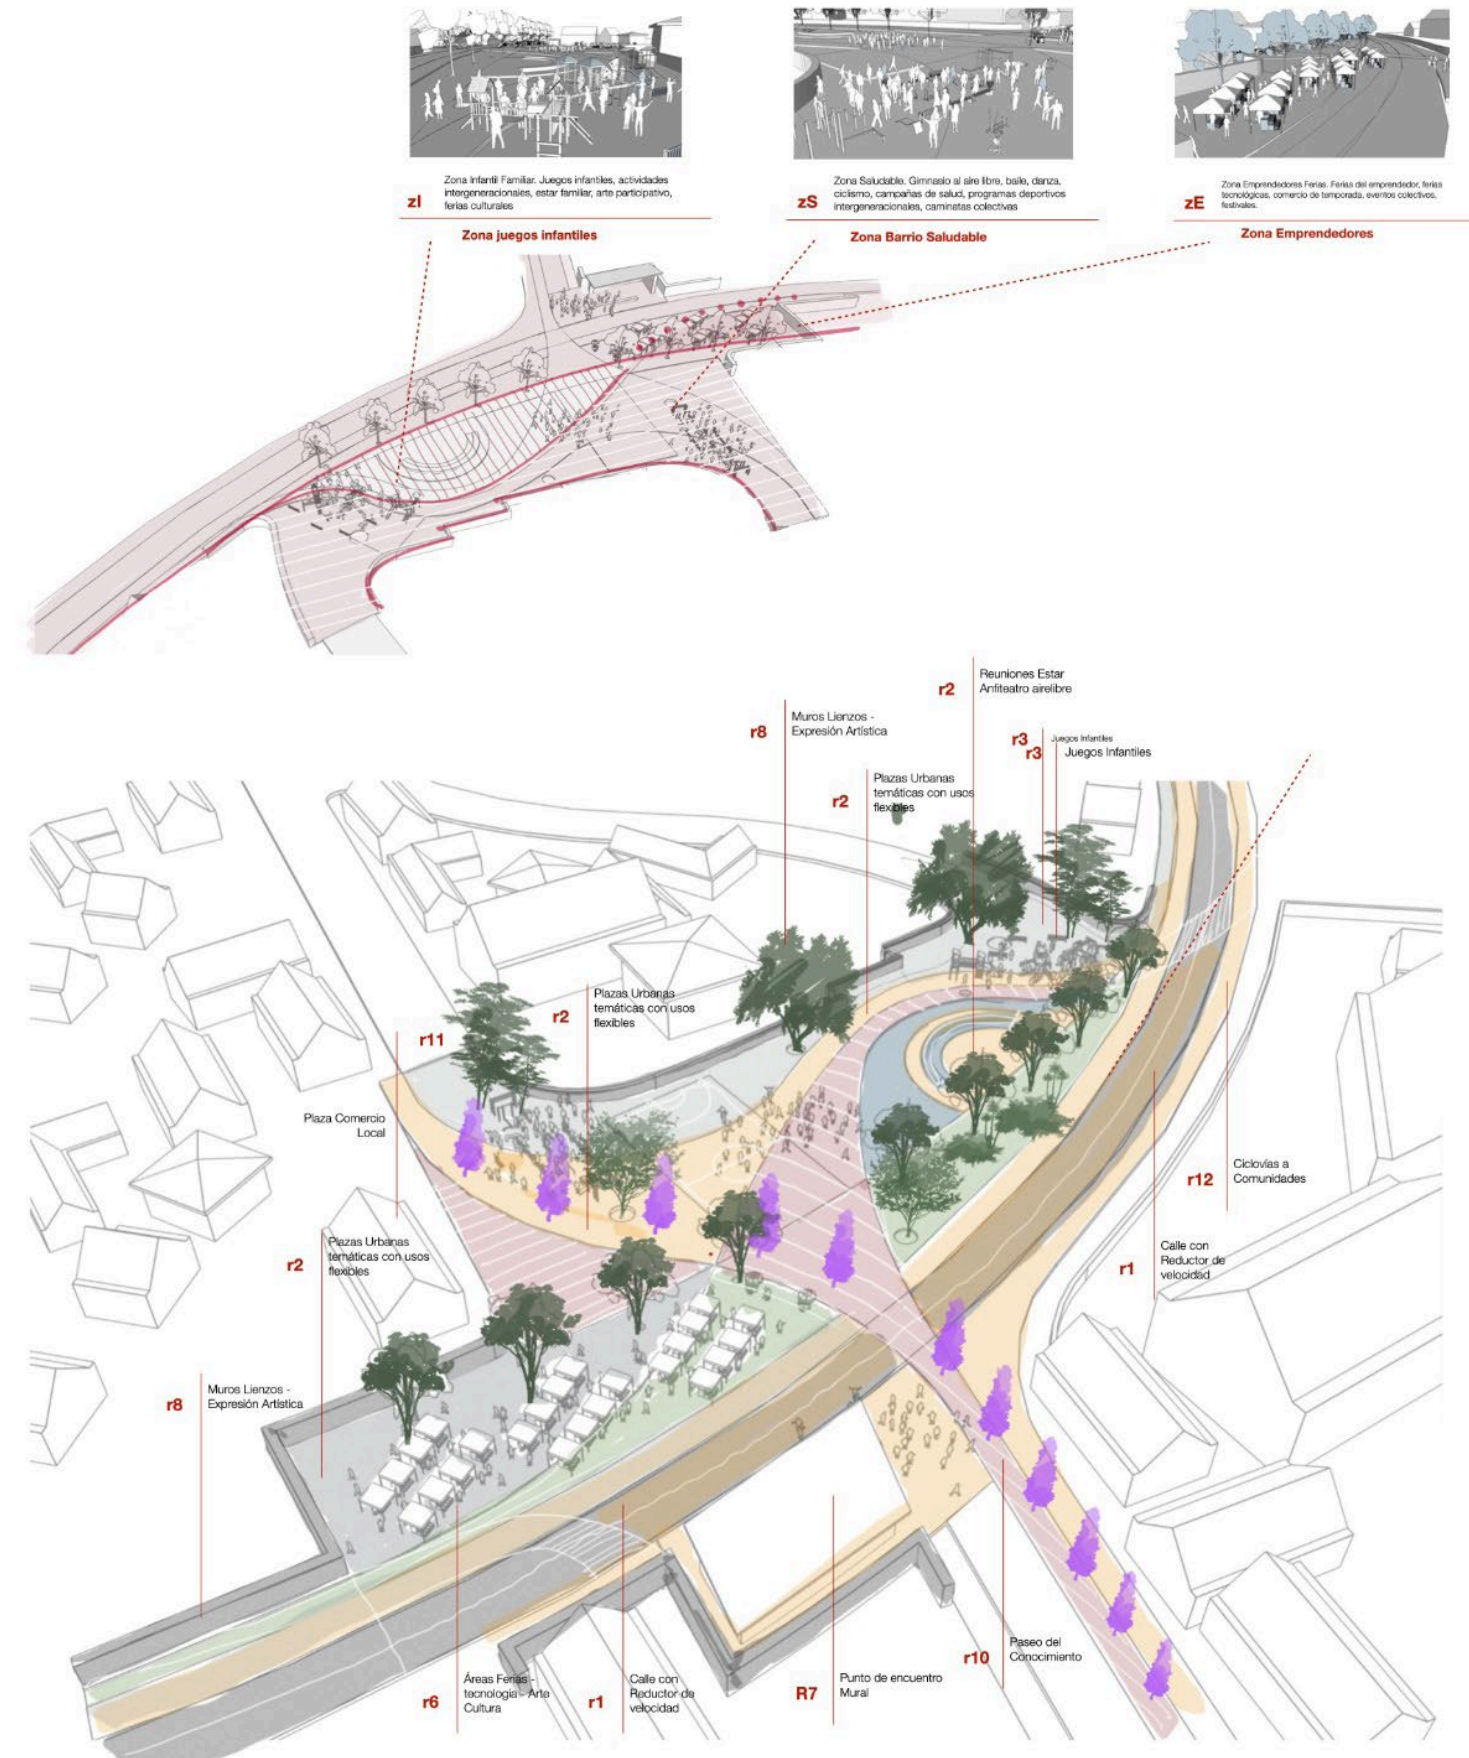 zI
Zona Infantil Familiar. Juegos infantiles, actividades
intergeneracionales, estar familiar, arte participativo,
ferias culturales
Zona juegos infantiles
zS
Zona Saludable. Gimnasio al aire libre, baile, danza,
ciclismo, campañas de salud, programas deportivos
intergeneracionales, caminatas colectivas
Zona Barrio Saludable
zE
Zona Emprendedores Ferias. Ferias del emprendedor, ferias
tecnológicas, comercio de temporada, eventos colectivos,
festivales.
Zona Emprendedores
r2
Reuniones Estar
Anfiteatro airelibre
r8
Muros Lienzos -
Expresión Artística
r3
Juegos Infantiles
r3
Juegos Infantiles
r2
Plazas Urbanas
temáticas con usos
flexibles
r2
Plazas Urbanas
temáticas con usos
flexibles
r11
Plaza Comercio
Local
r12
Ciclovías a
Comunidades
r2
Plazas Urbanas
temáticas con usos
flexibles
r1
Calle con
Reductor de
velocidad
r8
Muros Lienzos -
Expresión Artística
r6
Áreas Ferias -
tecnología - Arte
Cultura
r1
Calle con
Reductor de
velocidad
R7
Punto de encuentro
Mural
r10
Paseo del
Conocimiento